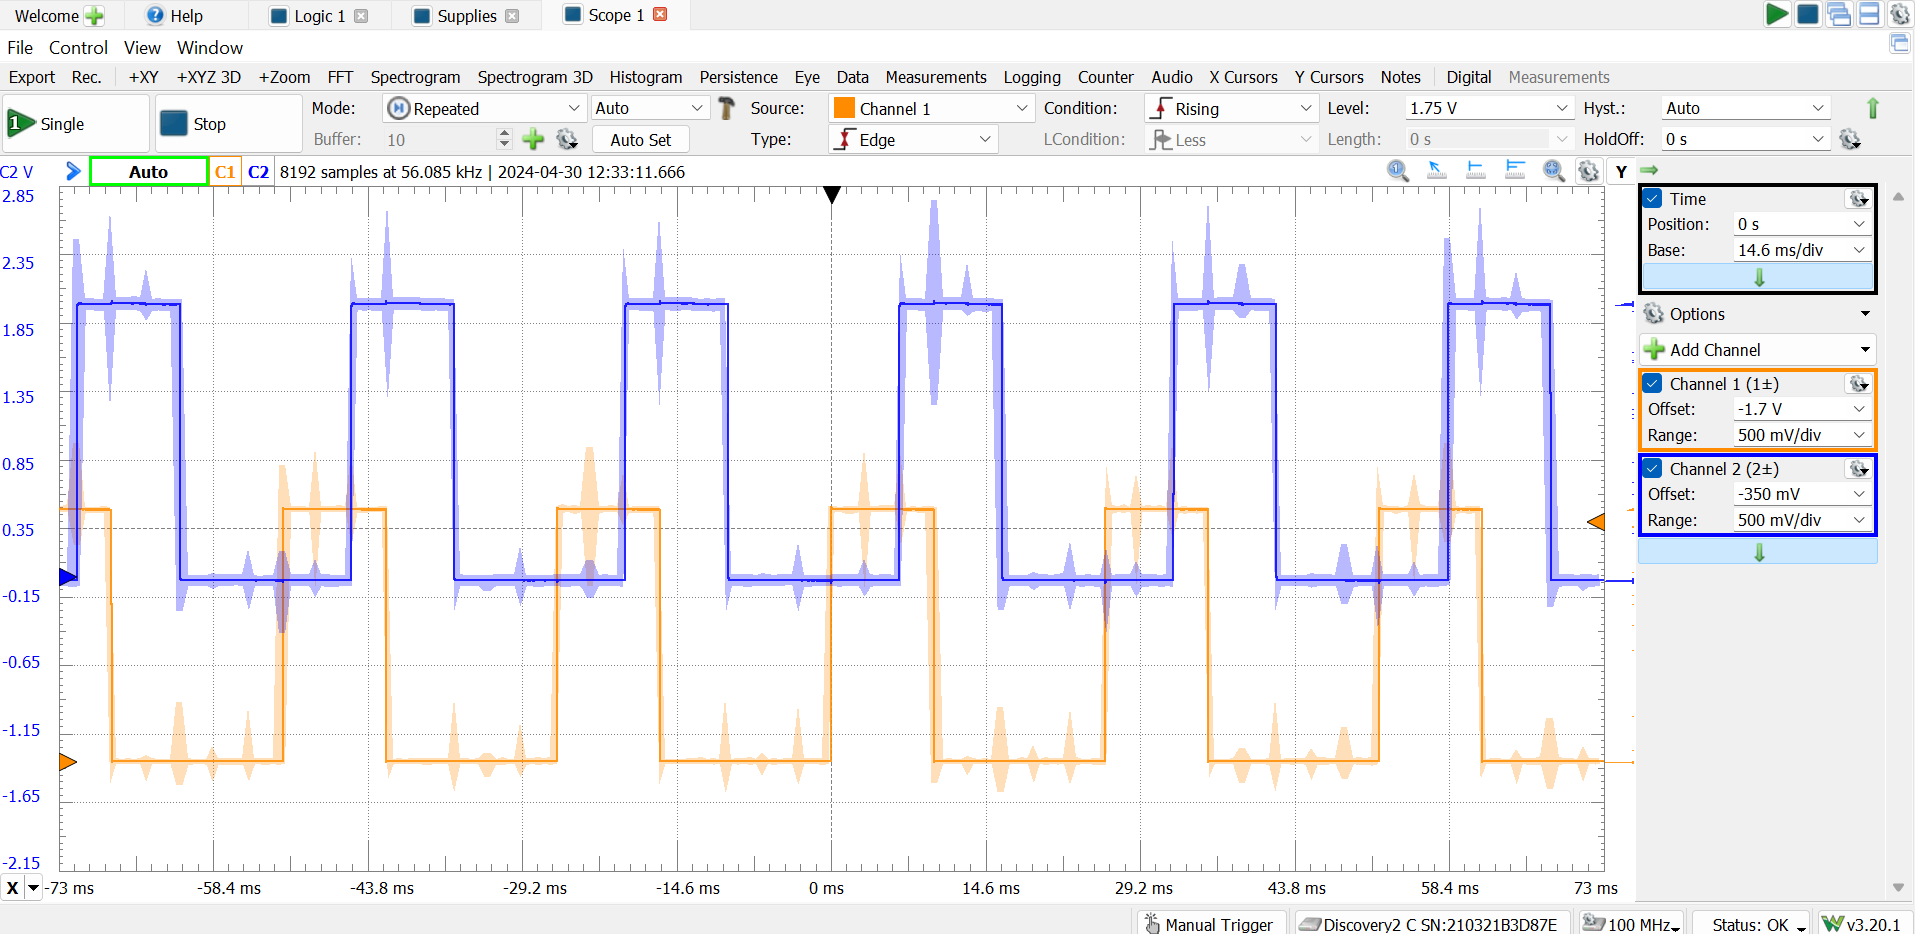 Welcome Help Logic 1 Supplies Scope 1
File Control View Window
Export Rec. +XY +XYZ 3D +Zoom FFT Spectrogram Spectrogram 3D Histogram Persistence Eye Data Measurements Logging Counter Audio X Cursors Y Cursors Notes Digital Measurements
1 Single Stop Mode: Repeated Auto Source: Channel 1 Condition: Rising Level: 1.75 V Hyst.: Auto
Buffer: 10 Auto Set Type: Edge LCondition: Less Length: 0 s HoldOff: 0 s
C2 V Auto C1 C2 8192 samples at 56.085 kHz | 2024-04-30 12:33:11.666 Y
2.85
2.35
1.85
1.35
0.85
0.35
-0.15
-0.65
-1.15
-1.65
-2.15
X -73 ms -58.4 ms -43.8 ms -29.2 ms -14.6 ms 0 ms 14.6 ms 29.2 ms 43.8 ms 58.4 ms 73 ms
Time
Position: 0 s
Base: 14.6 ms/div
Options
Add Channel
Channel 1 (1±)
Offset: -1.7 V
Range: 500 mV/div
Channel 2 (2±)
Offset: -350 mV
Range: 500 mV/div
Manual Trigger Discovery2 C SN:210321B3D87E 100 MHz Status: OK v3.20.1